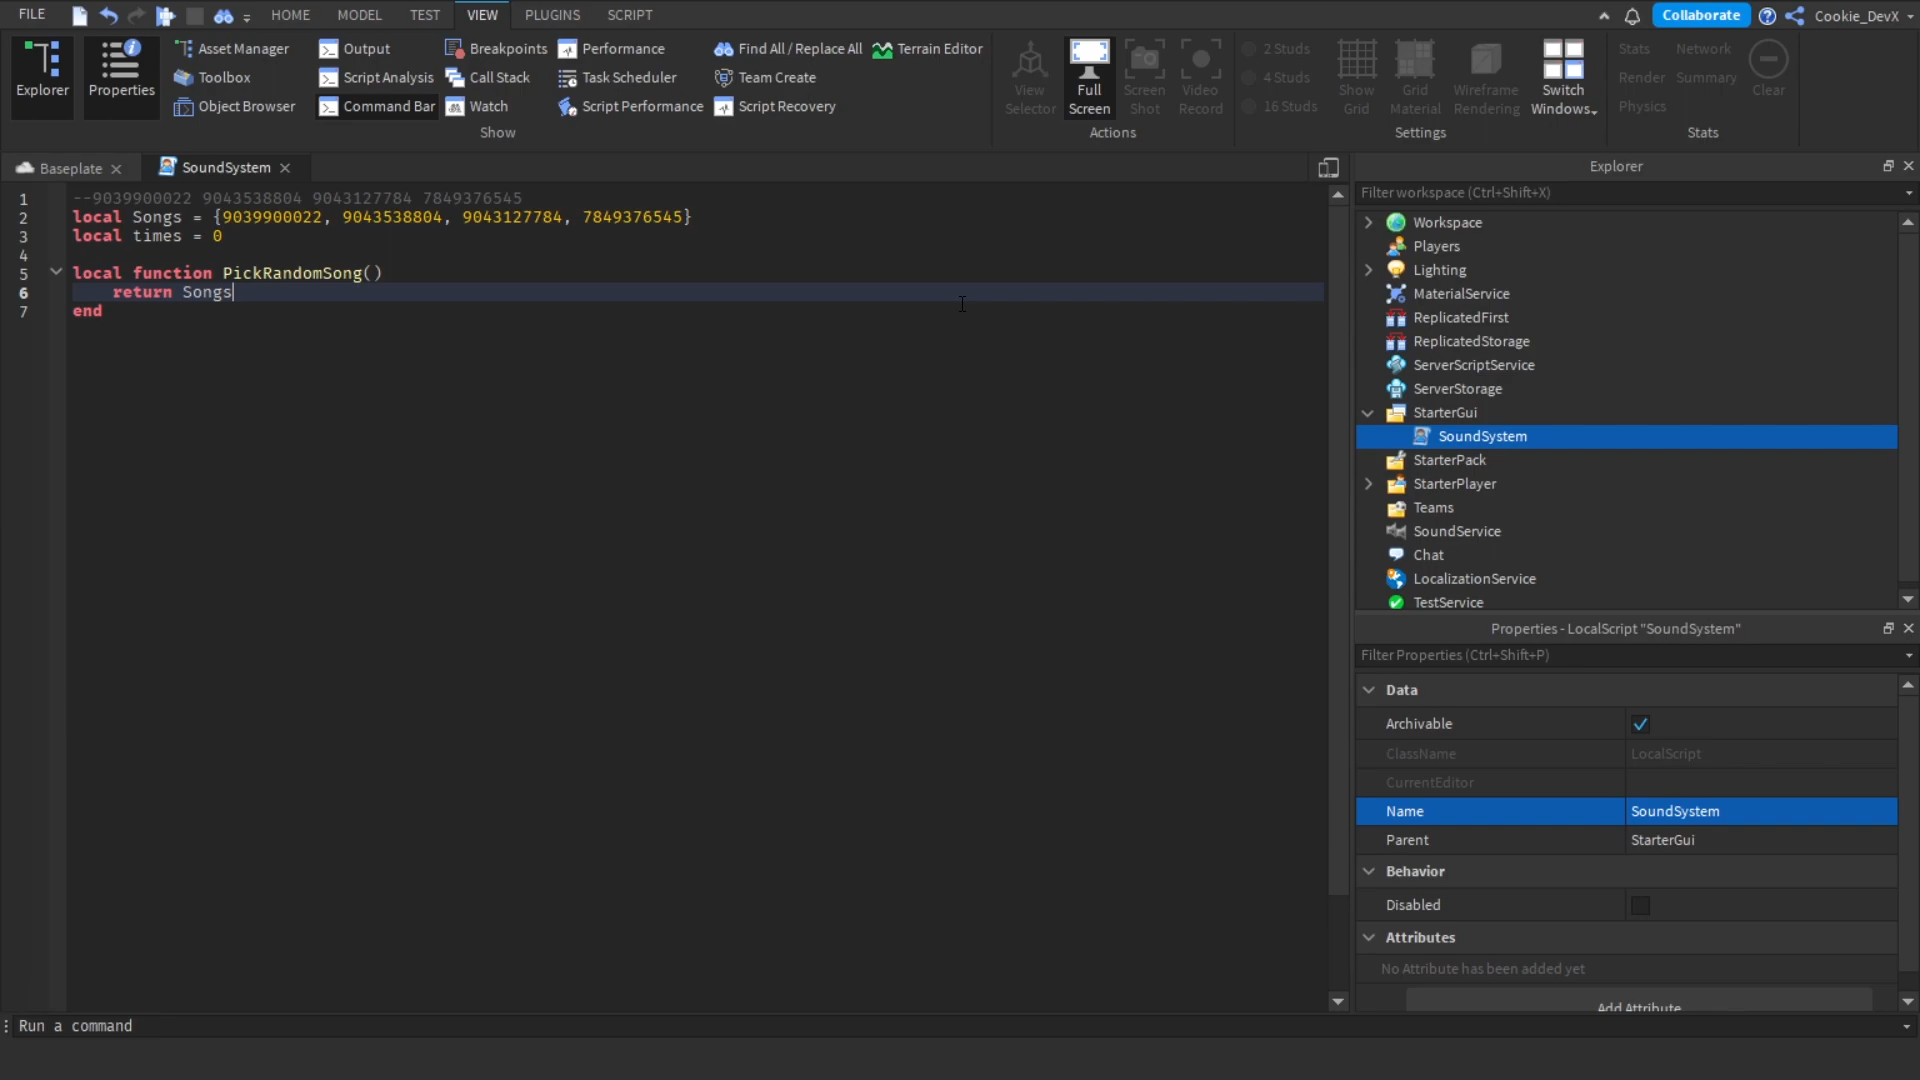 FILE
HOME
MODEL
TEST
VIEW
PLUGINS
SCRIPT
Collaborate
Cookie_DevX
Explorer
Properties
Asset Manager
Toolbox
Object Browser
Output
Script Analysis
Command Bar
Breakpoints
Call Stack
Watch
Performance
Task Scheduler
Script Performance
Find All / Replace All
Team Create
Script Recovery
Terrain Editor
Show
View
Selector
Full
Screen
Screen
Shot
Video
Record
Actions
2 Studs
4 Studs
16 Studs
Show
Grid
Grid
Material
Wireframe
Rendering
Switch
Windows
Settings
Stats
Network
Render
Summary
Physics
Clear
Stats
Baseplate
SoundSystem
1 --9039900022 9043538804 9043127784 7849376545
2 local Songs = {9039900022, 9043538804, 9043127784, 7849376545}
3 local times = 0
4
5 local function PickRandomSong()
6 return Songs
7 end
Explorer
Filter workspace (Ctrl+Shift+X)
Workspace
Players
Lighting
MaterialService
ReplicatedFirst
ReplicatedStorage
ServerScriptService
ServerStorage
StarterGui
SoundSystem
StarterPack
StarterPlayer
Teams
SoundService
Chat
LocalizationService
TestService
Properties - LocalScript "SoundSystem"
Filter Properties (Ctrl+Shift+P)
Data
Archivable
ClassName LocalScript
CurrentEditor
Name SoundSystem
Parent StarterGui
Behavior
Disabled
Attributes
No Attribute has been added yet
Add Attribute
Run a command